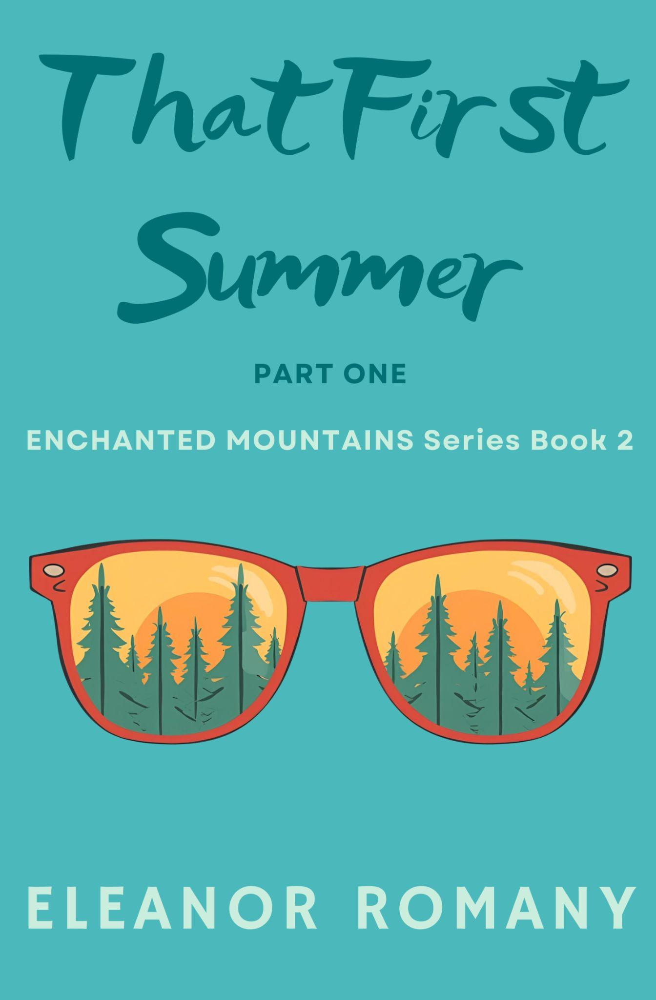 That First
Summer
PART ONE
ENCHANTED MOUNTAINS Series Book 2
ELEANOR ROMANY